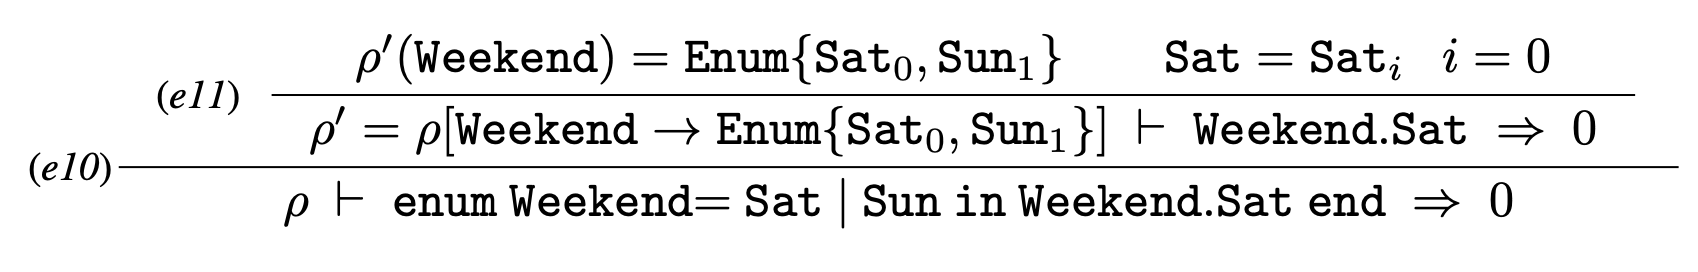 ρ′(Weekend) = Enum{Sat₀, Sun₁} Sat = Satᵢ i = 0
(e11)
ρ′ = ρ[Weekend → Enum{Sat₀, Sun₁}] ⊢ Weekend.Sat ⇒ 0
(e10)
ρ ⊢ enum Weekend= Sat | Sun in Weekend.Sat end ⇒ 0